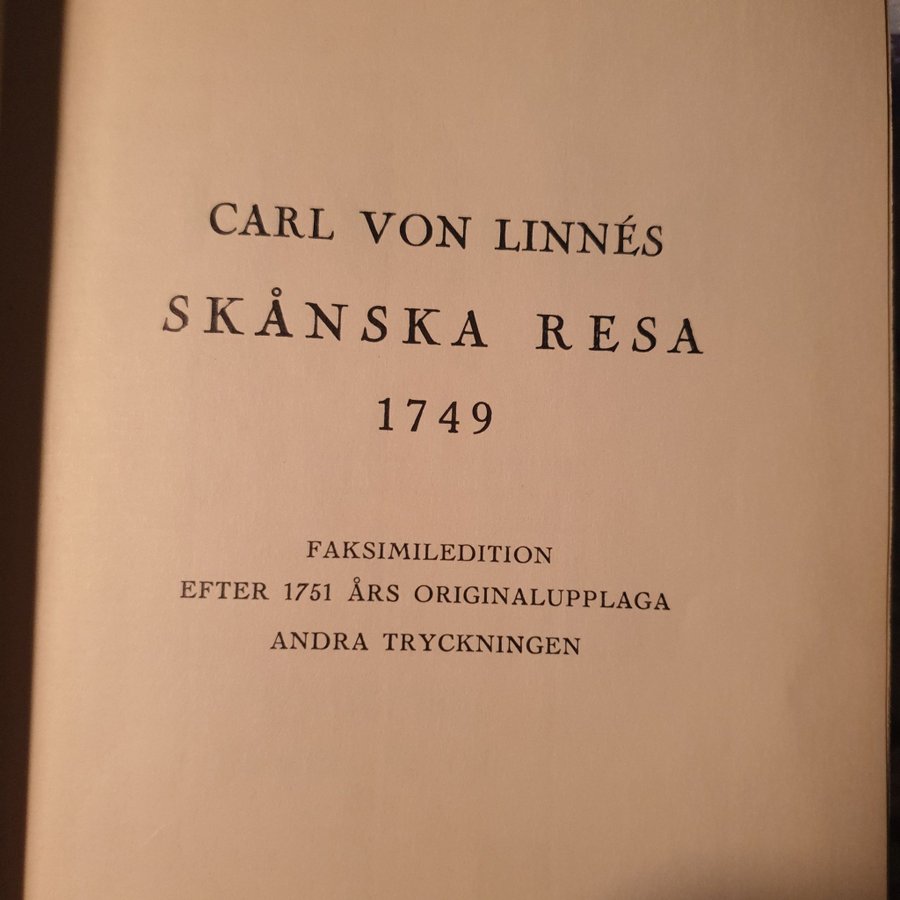 CARL VON LINNÉS
SKÅNSKA RESA
1749
FAKSIMILEDITION
EFTER 1751 ÅRS ORIGINALUPPLAGA
ANDRA TRYCKNINGEN